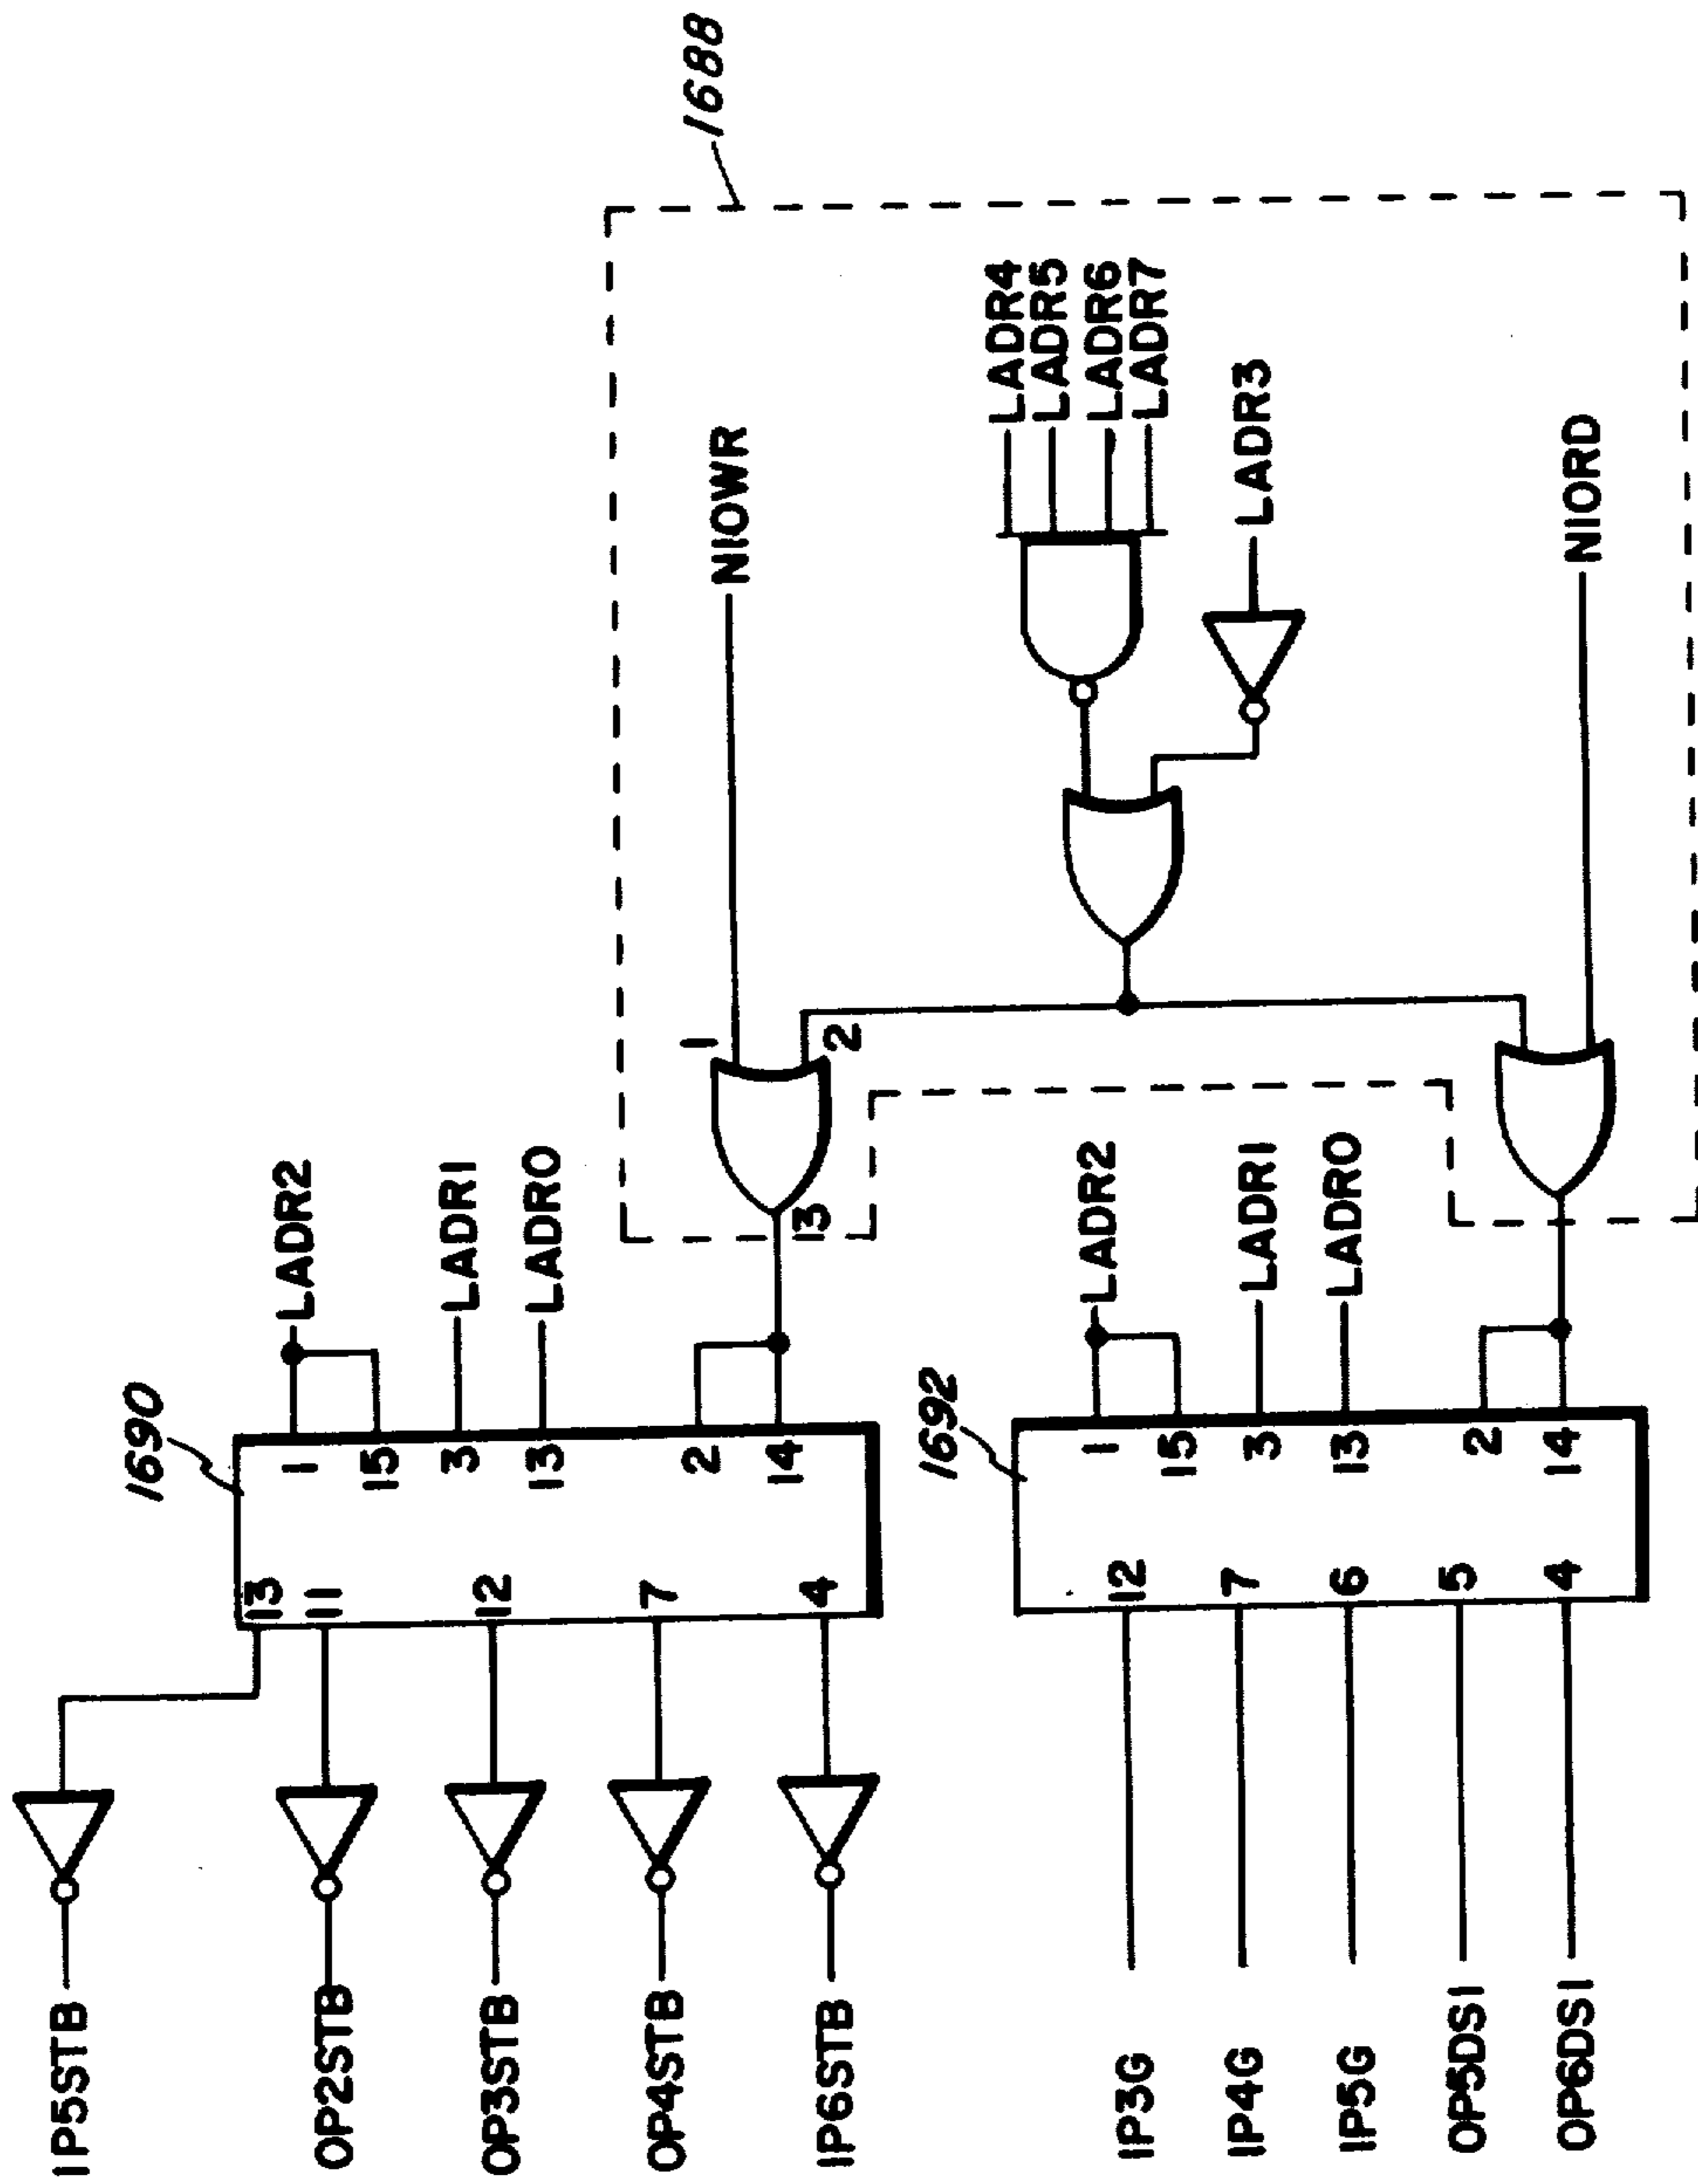 1688
NIOWR
LADR4
LADR5
LADR6
LADR7
LADR3
NIORD
1
2
13
LADR2
LADR1
LADR0
1690
1
15
3
13
2
14
13
11
12
7
4
IP5STB
OP2STB
OP3STB
OP4STB
IP6STB
LADR2
LADR1
LADR0
1692
1
15
3
13
2
14
12
7
6
5
4
IP3G
IP4G
IP5G
OP5DS1
OP6DS1